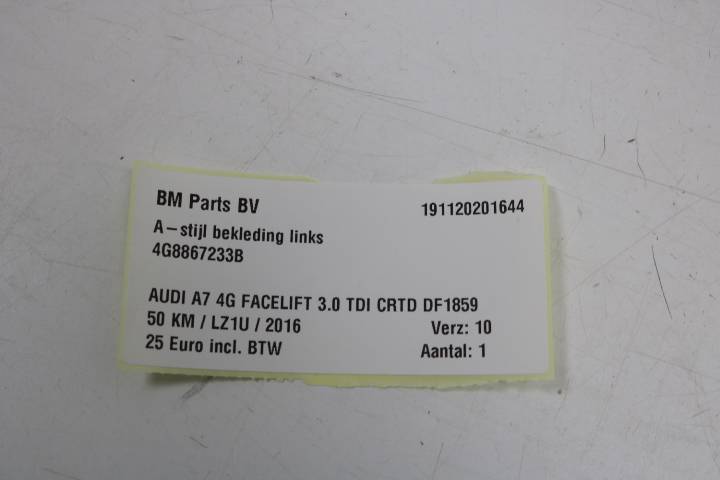 BM Parts BV 191120201644
A-stijl bekleding links
4G8867233B
AUDI A7 4G FACELIFT 3.0 TDI CRTD DF1859
50 KM / LZ1U / 2016 Verz: 10
25 Euro incl. BTW Aantal: 1